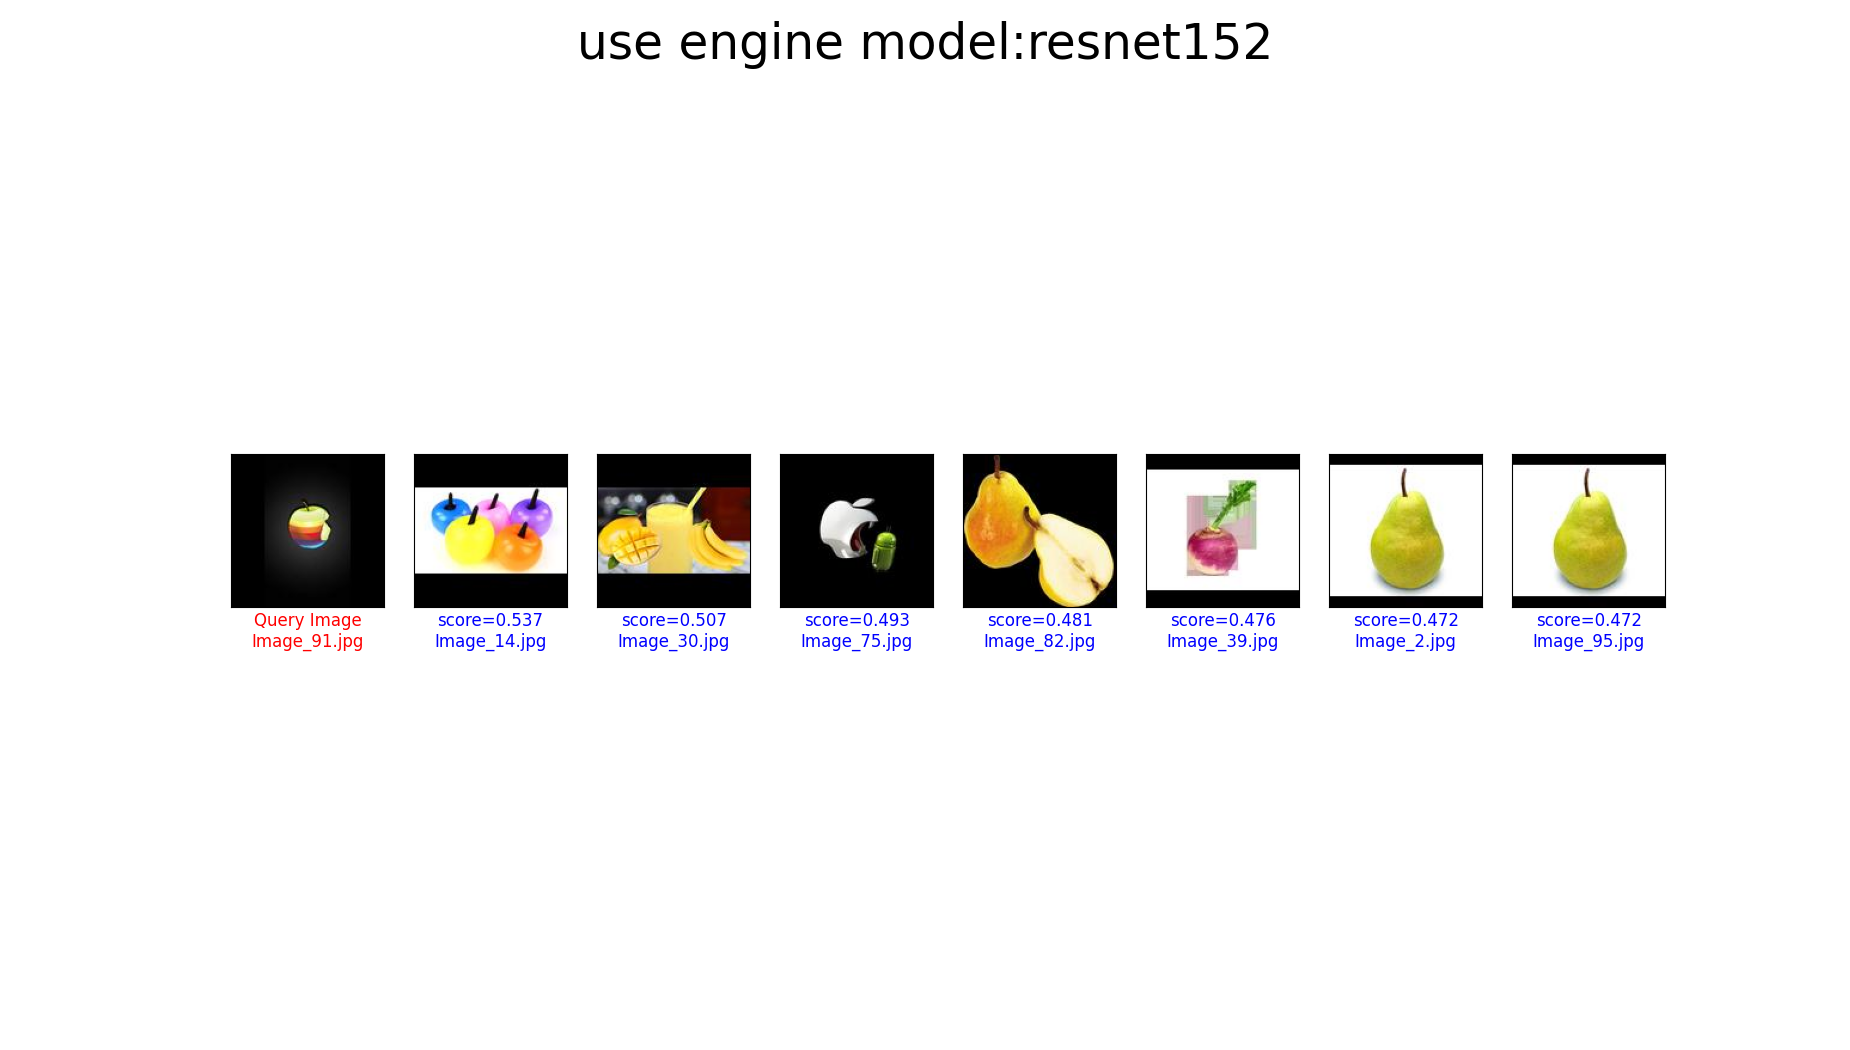 use engine model:resnet152
Query Image
Image_91.jpg
score=0.537
Image_14.jpg
score=0.507
Image_30.jpg
score=0.493
Image_75.jpg
score=0.481
Image_82.jpg
score=0.476
Image_39.jpg
score=0.472
Image_2.jpg
score=0.472
Image_95.jpg